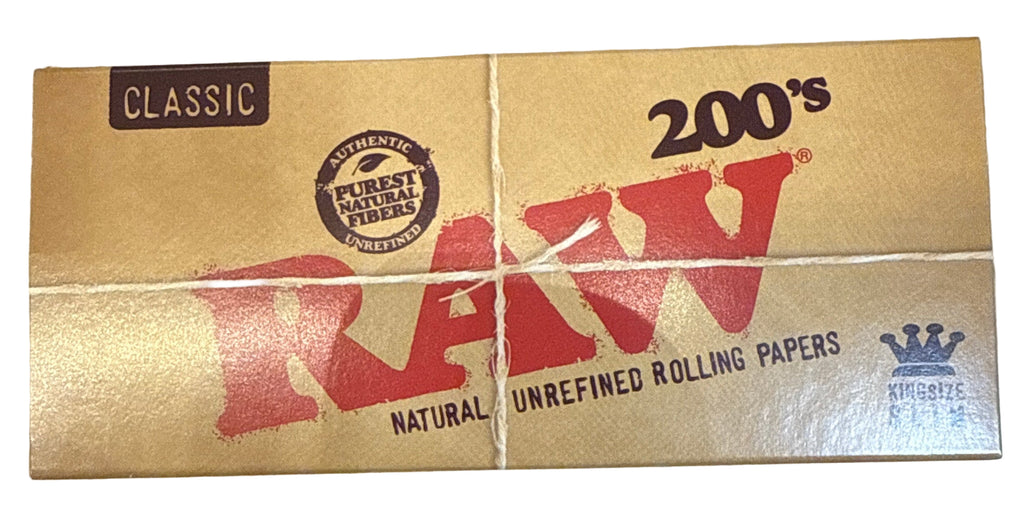 CLASSIC
200's
AUTHENTIC
PUREST
NATURAL
FIBERS
UNREFINED
RAW®
NATURAL UNREFINED ROLLING PAPERS
KINGSIZE
SLIM